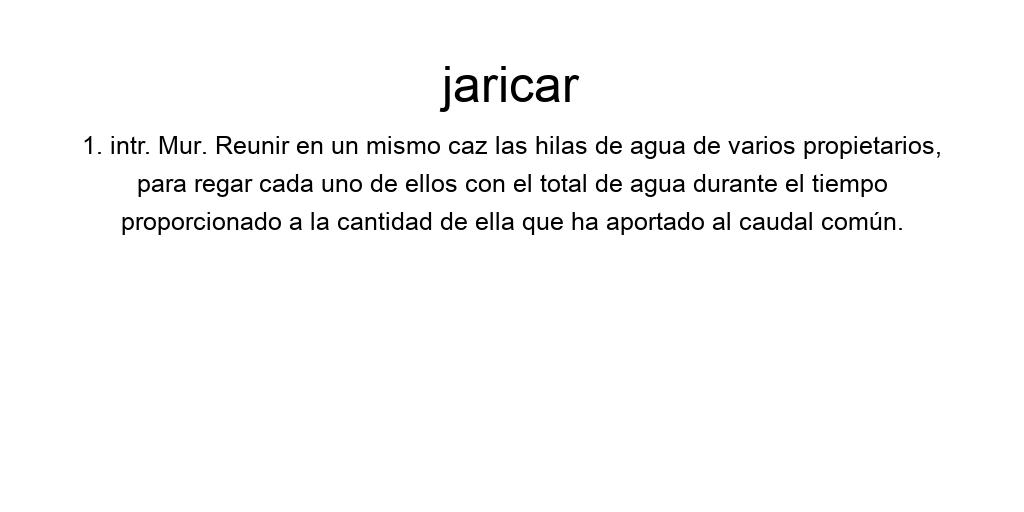 jaricar
1. intr. Mur. Reunir en un mismo caz las hilas de agua de varios propietarios,
para regar cada uno de ellos con el total de agua durante el tiempo
proporcionado a la cantidad de ella que ha aportado al caudal común.